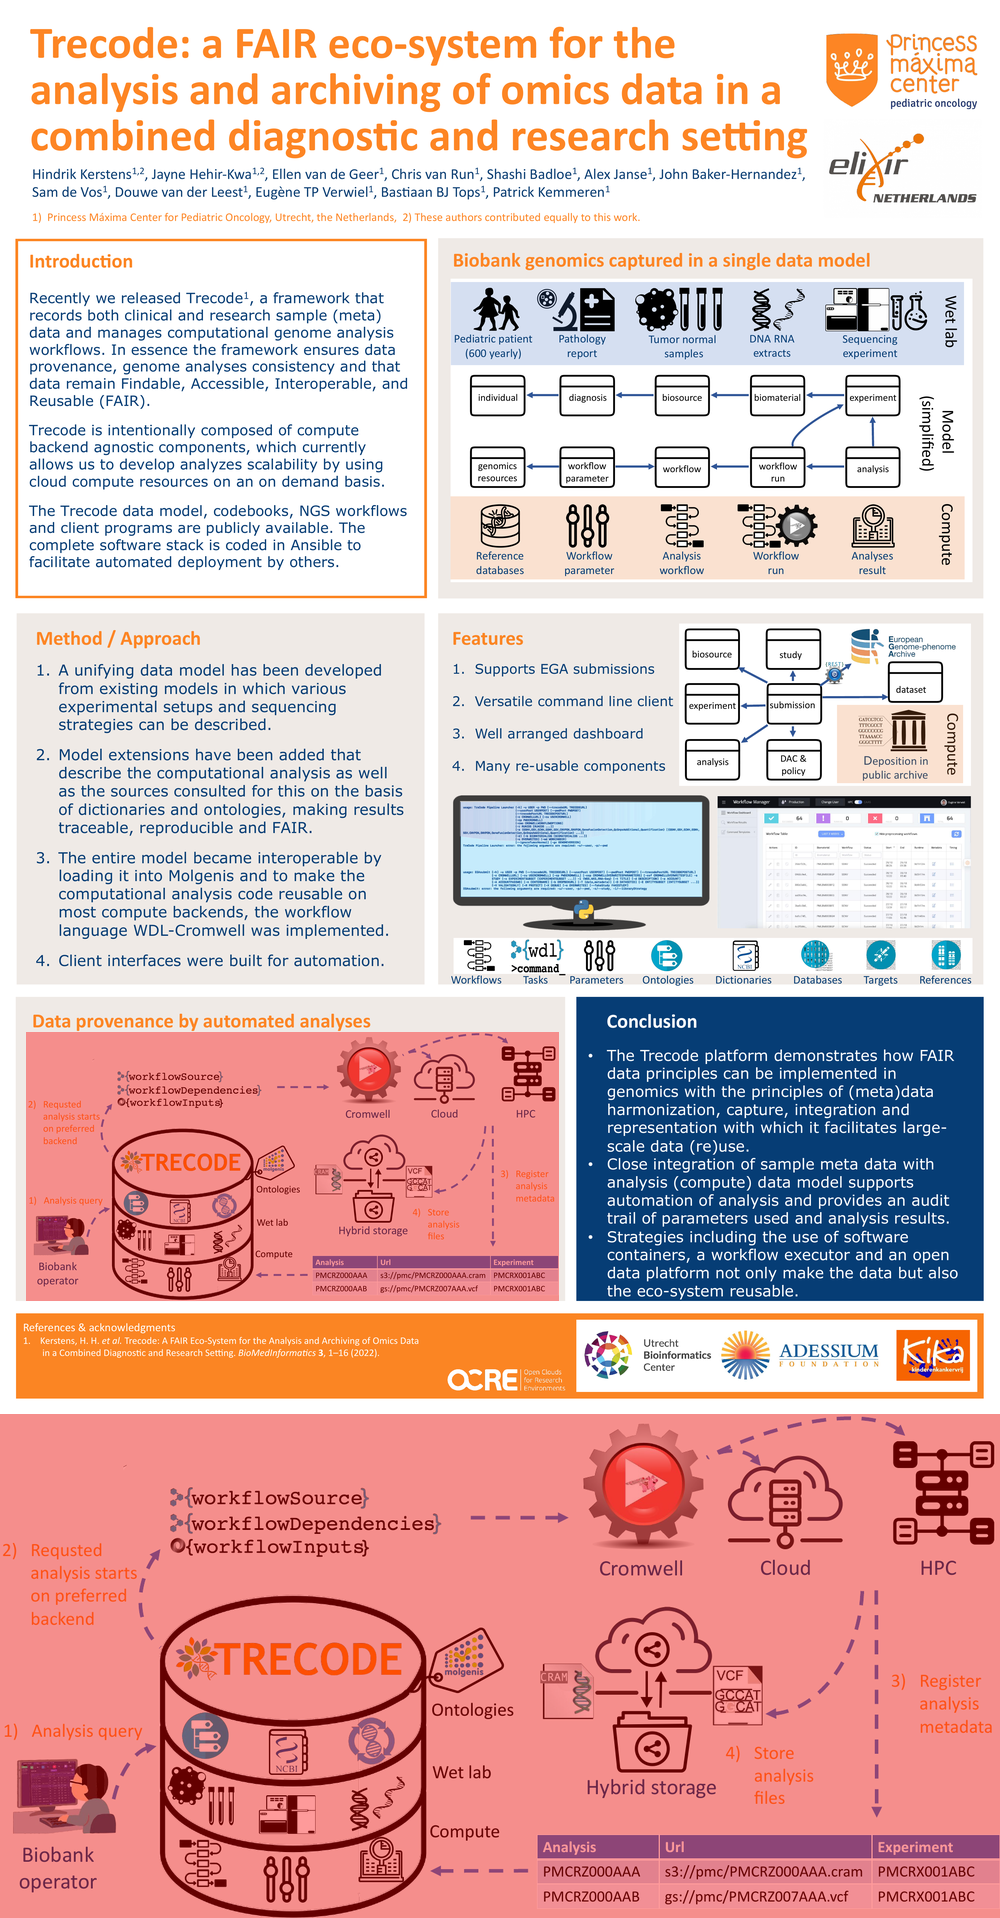 Trecode: a FAIR eco-system for the
analysis and archiving of omics data in a
combined diagnostic and research setting
Hindrik Kerstens1,2, Jayne Hehir-Kwa1,2, Ellen van de Geer1, Chris van Run1, Shashi Badloe1, Alex Janse1, John Baker-Hernandez1,
Sam de Vos1, Douwe van der Leest1, Eugène TP Verwiel1, Bastiaan BJ Tops1, Patrick Kemmeren1
1) Princess Máxima Center for Pediatric Oncology, Utrecht, the Netherlands, 2) These authors contributed equally to this work.
princess
máxima
center
pediatric oncology
elixir
NETHERLANDS
Introduction
Recently we released Trecode1, a framework that
records both clinical and research sample (meta)
data and manages computational genome analysis
workflows. In essence the framework ensures data
provenance, genome analyses consistency and that
data remain Findable, Accessible, Interoperable, and
Reusable (FAIR).
Trecode is intentionally composed of compute
backend agnostic components, which currently
allows us to develop analyzes scalability by using
cloud compute resources on an on demand basis.
The Trecode data model, codebooks, NGS workflows
and client programs are publicly available. The
complete software stack is coded in Ansible to
facilitate automated deployment by others.
Biobank genomics captured in a single data model
Pediatric patient
(600 yearly)
Pathology
report
Tumor normal
samples
DNA RNA
extracts
Sequencing
experiment
Wet lab
individual
diagnosis
biosource
biomaterial
experiment
Model
(simplified)
genomics
resources
workflow
parameter
workflow
workflow
run
analysis
Reference
databases
Workflow
parameter
Analysis
workflow
Workflow
run
Analyses
result
Compute
Method / Approach
1. A unifying data model has been developed
from existing models in which various
experimental setups and sequencing
strategies can be described.
2. Model extensions have been added that
describe the computational analysis as well
as the sources consulted for this on the basis
of dictionaries and ontologies, making results
traceable, reproducible and FAIR.
3. The entire model became interoperable by
loading it into Molgenis and to make the
computational analysis code reusable on
most compute backends, the workflow
language WDL-Cromwell was implemented.
4. Client interfaces were built for automation.
Features
1. Supports EGA submissions
2. Versatile command line client
3. Well arranged dashboard
4. Many re-usable components
biosource
study
{REST}
European
Genome-phenome
Archive
experiment
submission
dataset
analysis
DAC &
policy
Deposition in
public archive
Compute
Workflow Manager
{wdl}
>command_
NCBI
Workflows
Tasks
Parameters
Ontologies
Dictionaries
Databases
Targets
References
Data provenance by automated analyses
{workflowSource}
{workflowDependencies}
{workflowInputs}
2) Requsted
analysis starts
on preferred
backend
Cromwell
Cloud
HPC
TRECODE
molgenis
Ontologies
1) Analysis query
NCBI
Wet lab
Compute
Biobank
operator
CRAM
VCF
GCCAT
G CAT
Hybrid storage
3) Register
analysis
metadata
4) Store
analysis
files
Analysis Url Experiment
PMCRZ000AAA s3://pmc/PMCRZ000AAA.cram PMCRX001ABC
PMCRZ000AAB gs://pmc/PMCRZ007AAA.vcf PMCRX001ABC
Conclusion
• The Trecode platform demonstrates how FAIR
data principles can be implemented in
genomics with the principles of (meta)data
harmonization, capture, integration and
representation with which it facilitates large-
scale data (re)use.
• Close integration of sample meta data with
analysis (compute) data model supports
automation of analysis and provides an audit
trail of parameters used and analysis results.
• Strategies including the use of software
containers, a workflow executor and an open
data platform not only make the data but also
the eco-system reusable.
References & acknowledgments
1. Kerstens, H. H. et al. Trecode: A FAIR Eco-System for the Analysis and Archiving of Omics Data
in a Combined Diagnostic and Research Setting. BioMedInformatics 3, 1–16 (2022).
OCRE
Open Clouds
for Research
Environments
Utrecht
Bioinformatics
Center
ADESSIUM
FOUNDATION
KiKa
kinderenkankervrij
{workflowSource}
{workflowDependencies}
{workflowInputs}
2) Requsted
analysis starts
on preferred
backend
Cromwell
Cloud
HPC
TRECODE
molgenis
Ontologies
1) Analysis query
NCBI
Wet lab
Compute
Biobank
operator
CRAM
VCF
GCCAT
G CAT
Hybrid storage
3) Register
analysis
metadata
4) Store
analysis
files
Analysis Url Experiment
PMCRZ000AAA s3://pmc/PMCRZ000AAA.cram PMCRX001ABC
PMCRZ000AAB gs://pmc/PMCRZ007AAA.vcf PMCRX001ABC